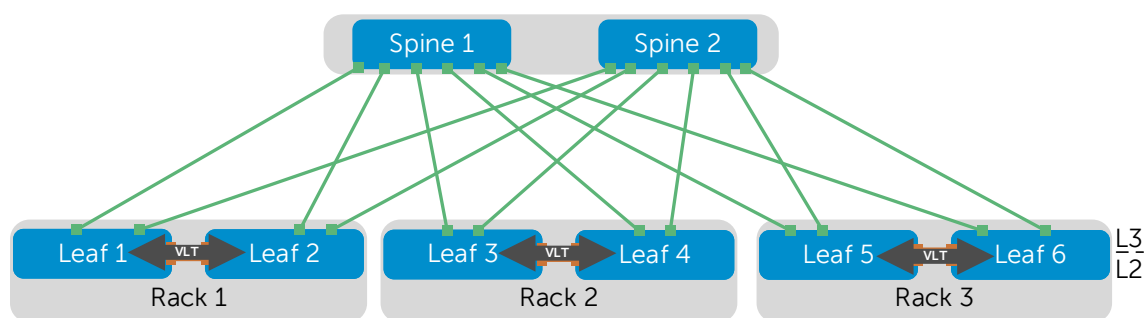 Spine 1
Spine 2
Leaf 1
VLT
Leaf 2
Leaf 3
VLT
Leaf 4
Leaf 5
VLT
Leaf 6
L3
L2
Rack 1
Rack 2
Rack 3